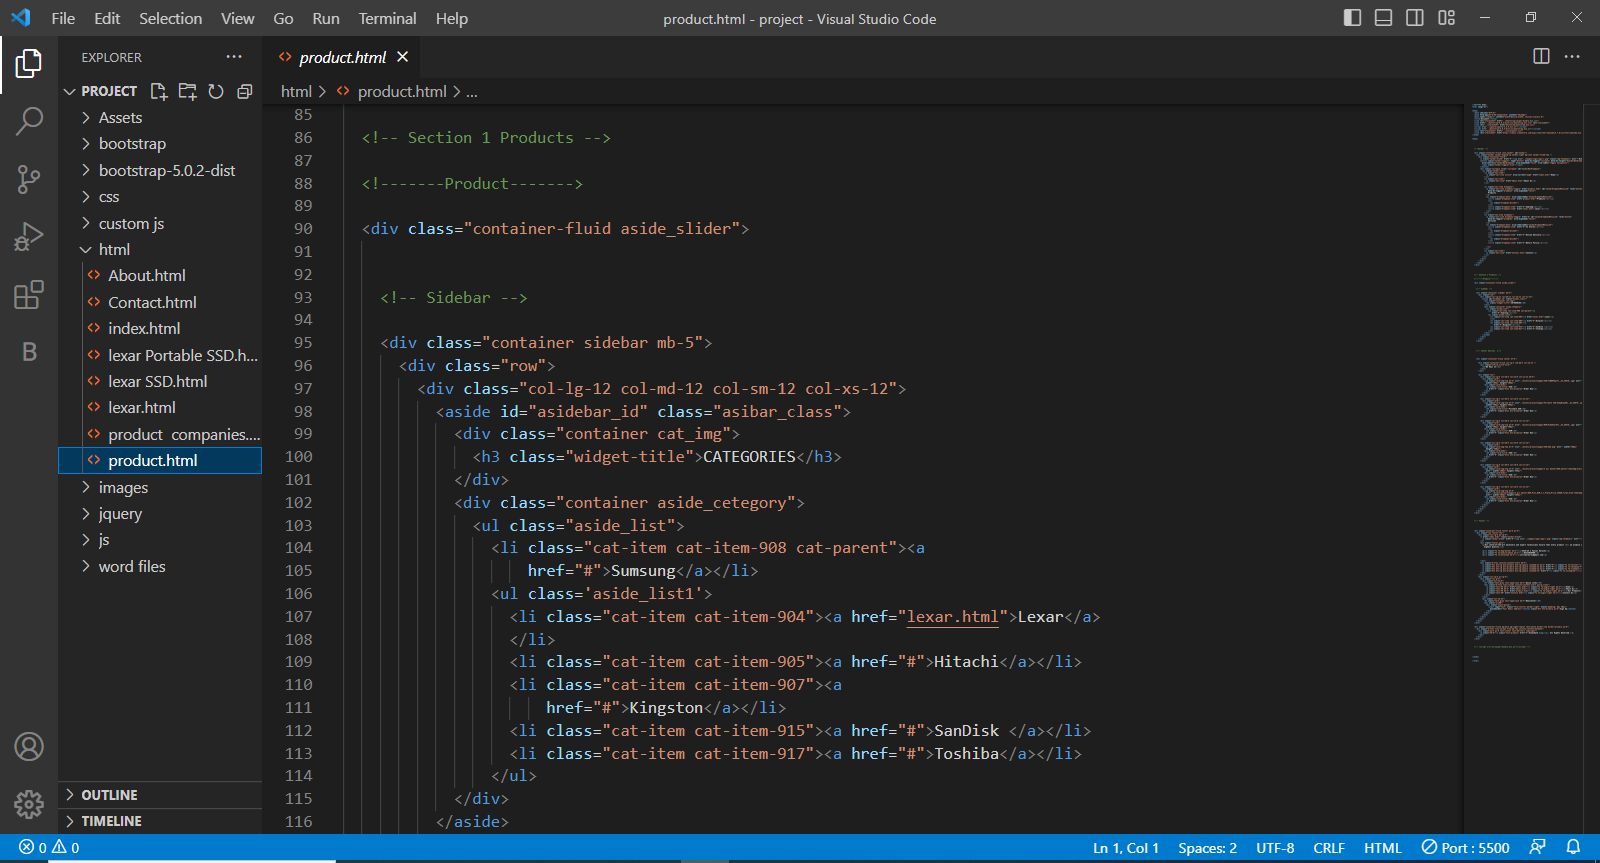 File Edit Selection View Go Run Terminal Help
product.html - project - Visual Studio Code
EXPLORER
PROJECT
Assets
bootstrap
bootstrap-5.0.2-dist
css
custom js
html
About.html
Contact.html
index.html
lexar Portable SSD.h...
lexar SSD.html
lexar.html
product companies....
product.html
images
jquery
js
word files
OUTLINE
TIMELINE
product.html
html > product.html > ...
85
86 <!-- Section 1 Products -->
87
88 <!-------Product------->
89
90 <div class="container-fluid aside_slider">
91
92
93 <!-- Sidebar -->
94
95 <div class="container sidebar mb-5">
96 <div class="row">
97 <div class="col-lg-12 col-md-12 col-sm-12 col-xs-12">
98 <aside id="asidebar_id" class="asibar_class">
99 <div class="container cat_img">
100 <h3 class="widget-title">CATEGORIES</h3>
101 </div>
102 <div class="container aside_cetegory">
103 <ul class="aside_list">
104 <li class="cat-item cat-item-908 cat-parent"><a
105 href="#">Sumsung</a></li>
106 <ul class='aside_list1'>
107 <li class="cat-item cat-item-904"><a href="lexar.html">Lexar</a>
108 </li>
109 <li class="cat-item cat-item-905"><a href="#">Hitachi</a></li>
110 <li class="cat-item cat-item-907"><a
111 href="#">Kingston</a></li>
112 <li class="cat-item cat-item-915"><a href="#">SanDisk </a></li>
113 <li class="cat-item cat-item-917"><a href="#">Toshiba</a></li>
114 </ul>
115 </div>
116 </aside>
0 0
Ln 1, Col 1 Spaces: 2 UTF-8 CRLF HTML Port : 5500